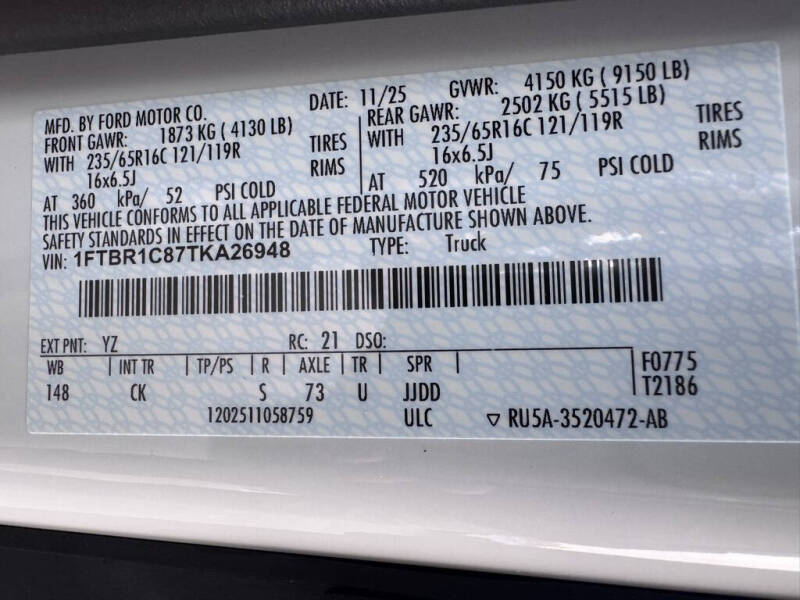 MFD. BY FORD MOTOR CO. DATE: 11/25 GVWR: 4150 KG ( 9150 LB)
FRONT GAWR: 1873 KG ( 4130 LB) REAR GAWR: 2502 KG ( 5515 LB)
WITH 235/65R16C 121/119R TIRES WITH 235/65R16C 121/119R TIRES
16x6.5J RIMS 16x6.5J RIMS
AT 360 kPa/ 52 PSI COLD AT 520 kPa/ 75 PSI COLD
THIS VEHICLE CONFORMS TO ALL APPLICABLE FEDERAL MOTOR VEHICLE
SAFETY STANDARDS IN EFFECT ON THE DATE OF MANUFACTURE SHOWN ABOVE.
VIN: 1FTBR1C87TKA26948 TYPE: Truck
EXT PNT: YZ RC: 21 DSO:
WB INT TR TP/PS R AXLE TR SPR F0775
148 CK S 73 U JJDD T2186
1202511058759 ULC ▽ RU5A-3520472-AB